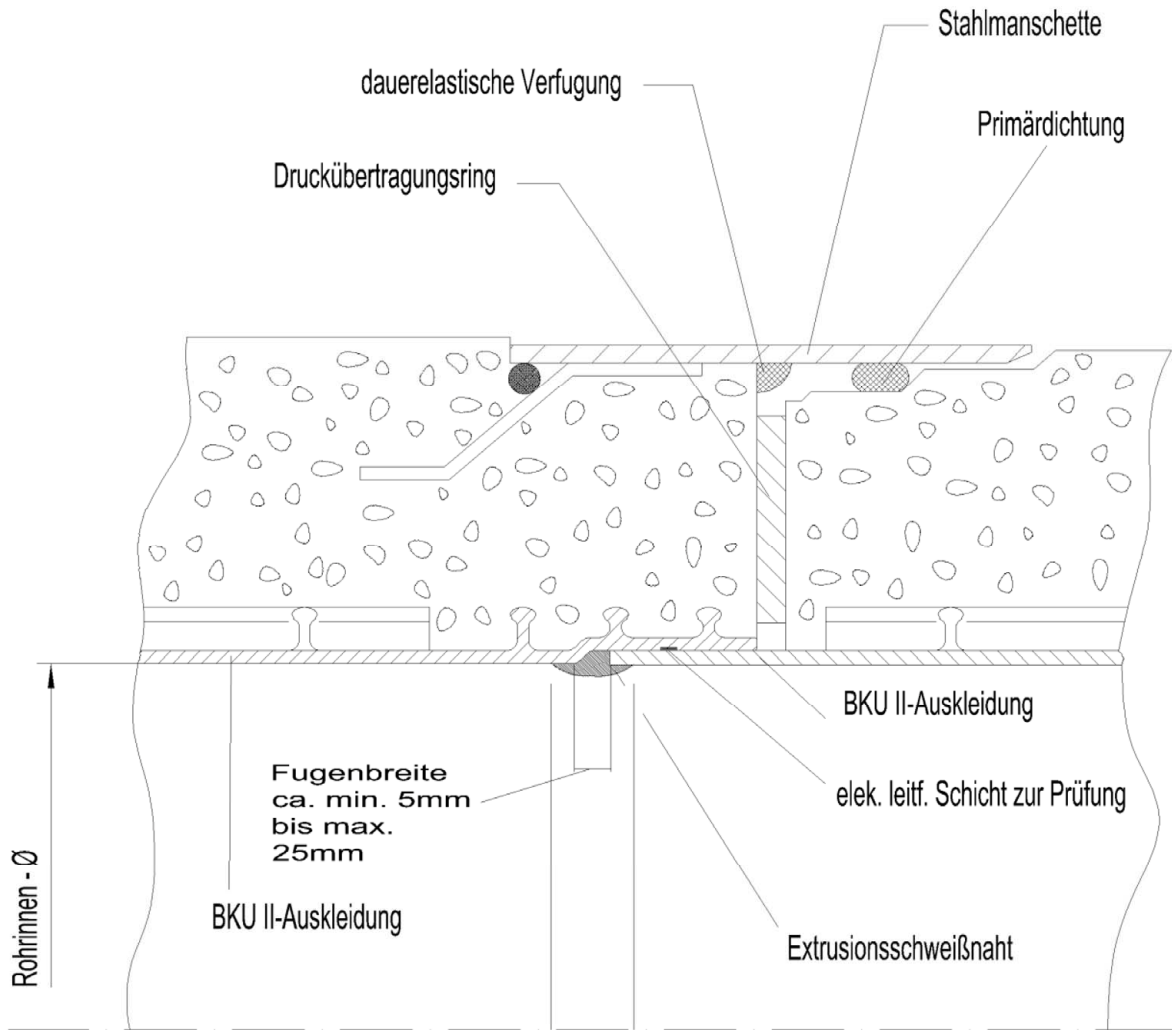 Stahlmanschette
dauerelastische Verfugung
Primärdichtung
Druckübertragungsring
BKU II-Auskleidung
Fugenbreite
ca. min. 5mm
bis max.
25mm
elek. leitf. Schicht zur Prüfung
Rohrinnen - Ø
BKU II-Auskleidung
Extrusionsschweißnaht